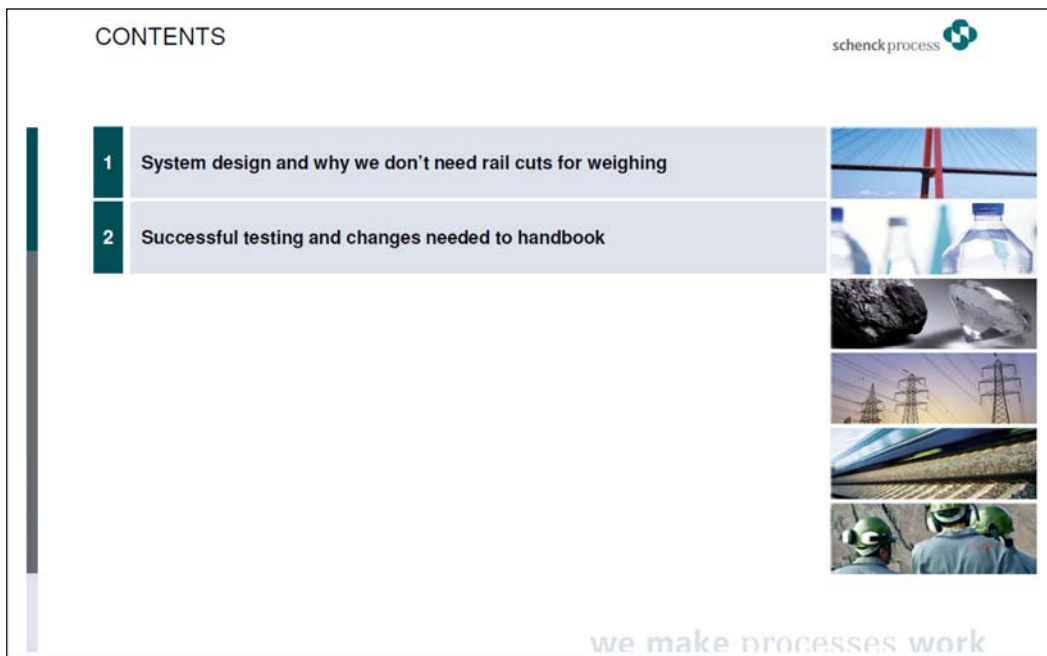 CONTENTS
schenck process
1 System design and why we don't need rail cuts for weighing
2 Successful testing and changes needed to handbook
we make processes work